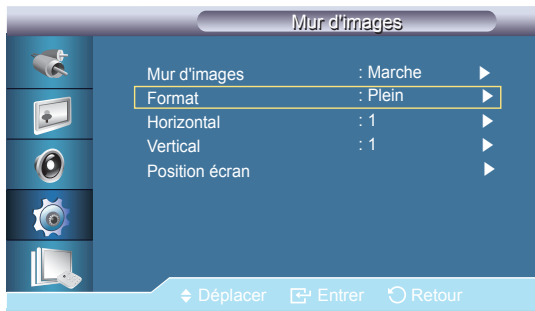 Mur d'images
Mur d'images : Marche
Format : Plein
Horizontal : 1
Vertical : 1
Position écran
Déplacer Entrer Retour